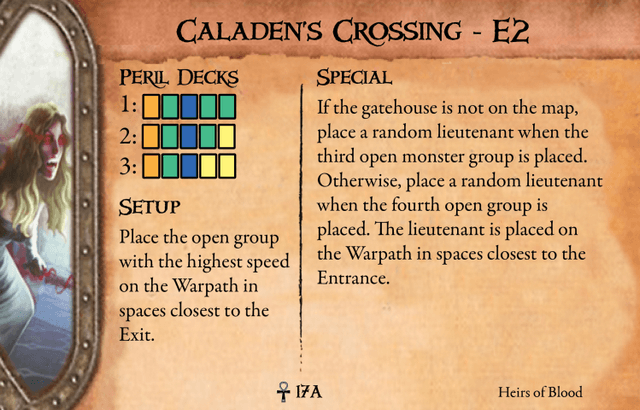 CALADEN'S CROSSING - E2
PERIL DECKS
1:
2:
3:
SETUP
Place the open group
with the highest speed
on the Warpath in
spaces closest to the
Exit.
SPECIAL
If the gatehouse is not on the map,
place a random lieutenant when the
third open monster group is placed.
Otherwise, place a random lieutenant
when the fourth open group is
placed. The lieutenant is placed on
the Warpath in spaces closest to the
Entrance.
17A
Heirs of Blood